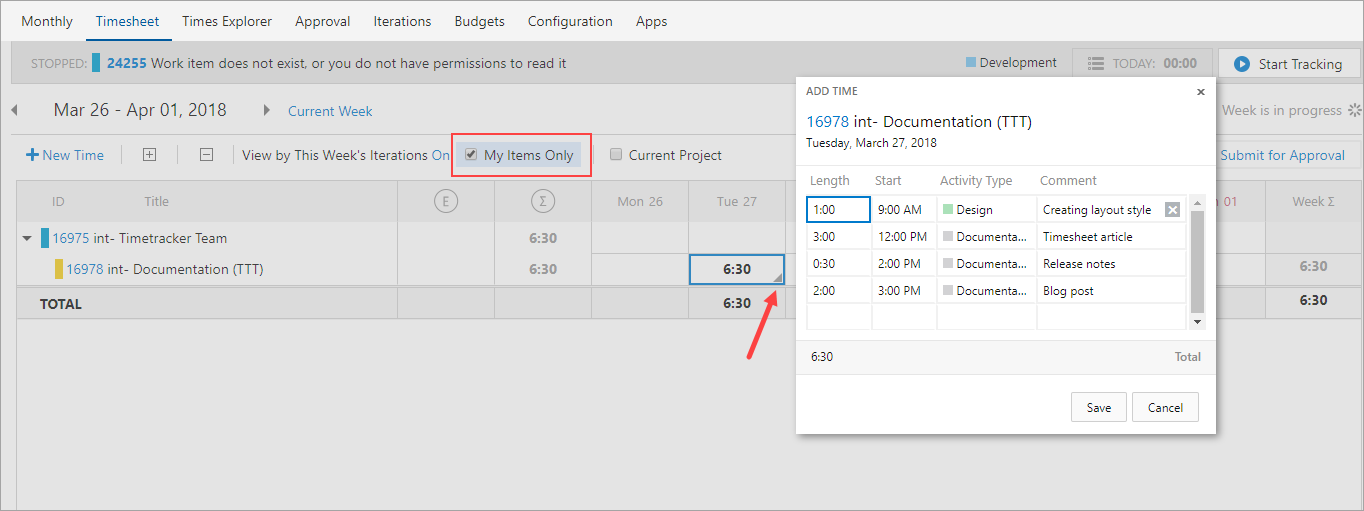 Monthly Timesheet Times Explorer Approval Iterations Budgets Configuration Apps
STOPPED: 24255 Work item does not exist, or you do not have permissions to read it Development TODAY: 00:00 Start Tracking
Mar 26 - Apr 01, 2018 Current Week Week is in progress
+ New Time View by This Week's Iterations On My Items Only Current Project Submit for Approval
ID Title E Σ Mon 26 Tue 27 01 Week Σ
16975 int- Timetracker Team 6:30
16978 int- Documentation (TTT) 6:30 6:30 6:30
TOTAL 6:30 6:30
ADD TIME
16978 int- Documentation (TTT)
Tuesday, March 27, 2018
Length Start Activity Type Comment
1:00 9:00 AM Design Creating layout style
3:00 12:00 PM Documenta... Timesheet article
0:30 2:00 PM Documenta... Release notes
2:00 3:00 PM Documenta... Blog post
6:30 Total
Save Cancel